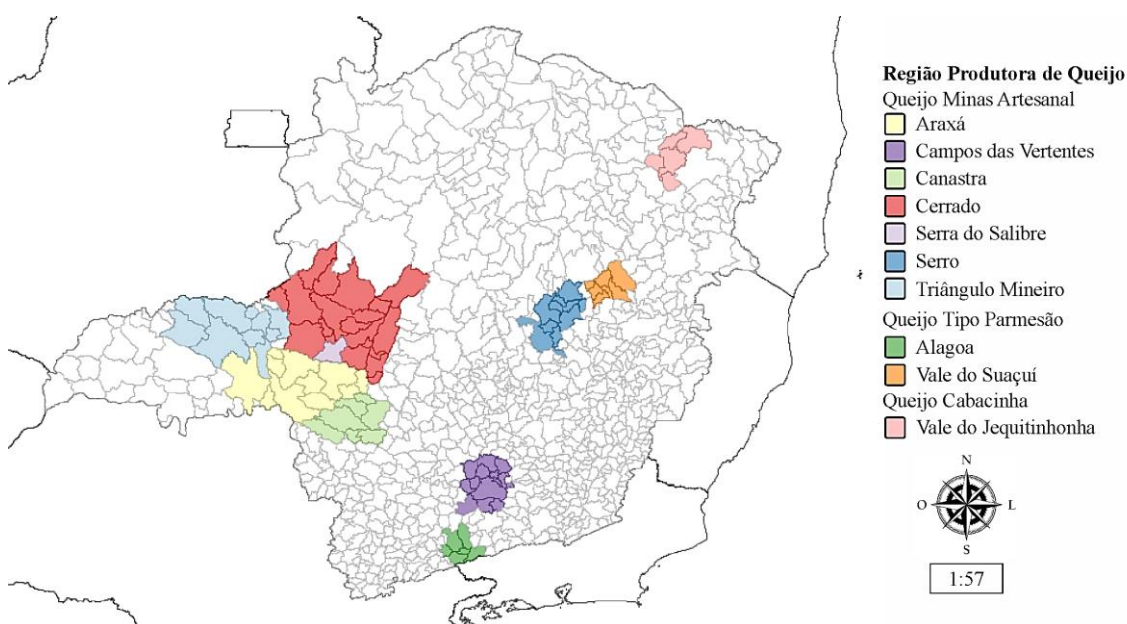 Região Produtora de Queijo
Queijo Minas Artesanal
Araxá
Campos das Vertentes
Canastra
Cerrado
Serra do Salibre
Serro
Triângulo Mineiro
Queijo Tipo Parmesão
Alagoa
Vale do Suaçuí
Queijo Cabacinha
Vale do Jequitinhonha
N
O L
S
1:57